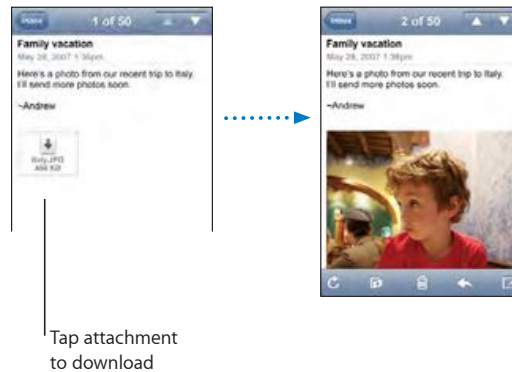 Inbox
1 of 50
Family vacation
May 28, 2007 1:36pm
Here's a photo from our recent trip to Italy.
I'll send more photos soon.
~Andrew
Italy.JPG
466 KB
Tap attachment
to download
Inbox
2 of 50
Family vacation
May 28, 2007 1:36pm
Here's a photo from our recent trip to Italy.
I'll send more photos soon.
~Andrew